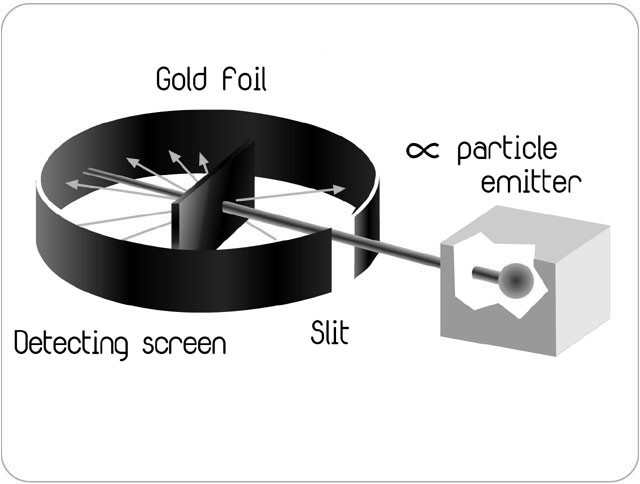 Gold Foil
∝ particle
emitter
Detecting screen
Slit